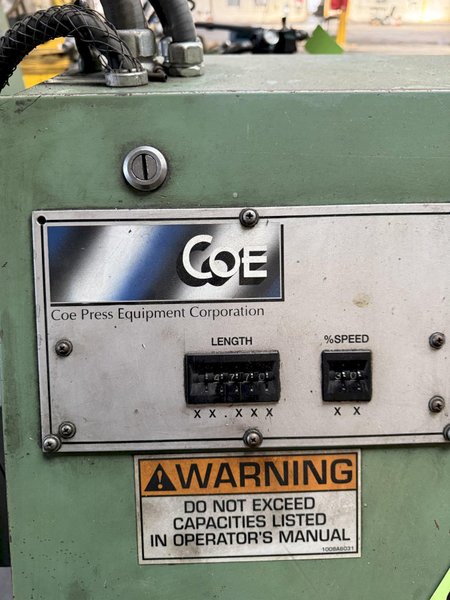 COE
Coe Press Equipment Corporation
LENGTH
%SPEED
XX.XXX
XX
WARNING
DO NOT EXCEED
CAPACITIES LISTED
IN OPERATOR'S MANUAL
1008A6031